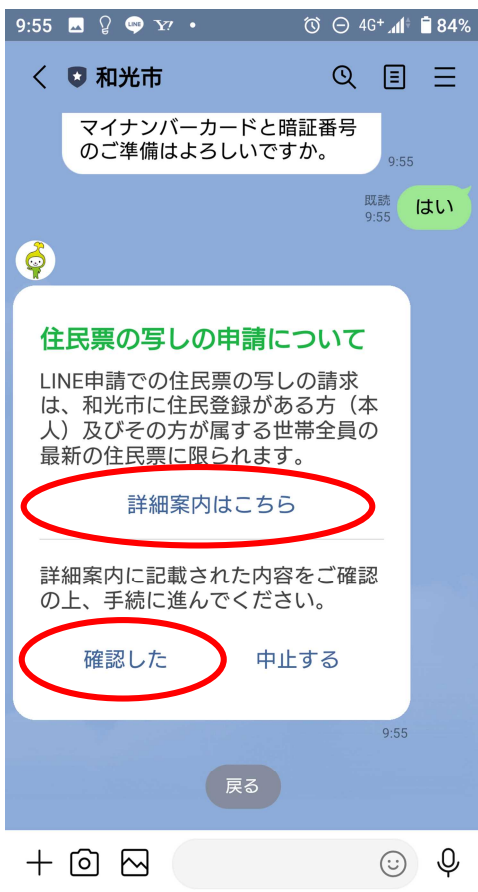 9:55 LINE Y? 4G+ 84%
和光市
マイナンバーカードと暗証番号
のご準備はよろしいですか。
9:55
既読
9:55
はい
住民票の写しの申請について
LINE申請での住民票の写しの請求
は、和光市に住民登録がある方（本
人）及びその方が属する世帯全員の
最新の住民票に限られます。
詳細案内はこちら
詳細案内に記載された内容をご確認
の上、手続に進んでください。
確認した 中止する
9:55
戻る